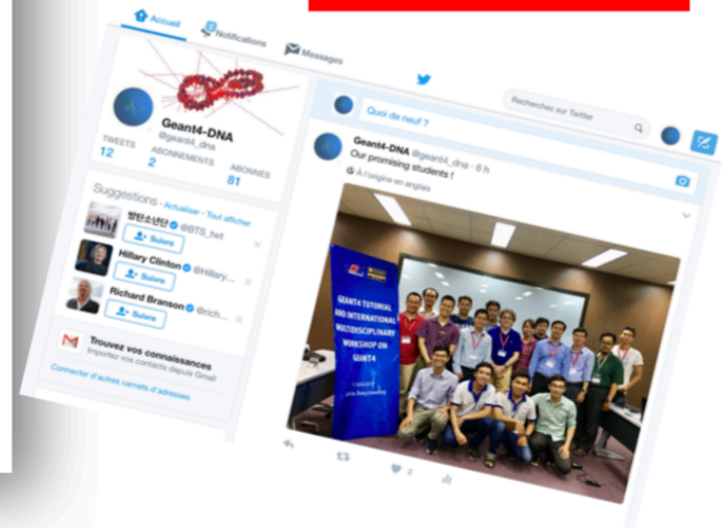 Accueil
2
Notifications
Messages
Recherchez sur Twitter
Geant4-DNA
@geant4_dna
TWEETS
12
ABONNEMENTS
2
ABONNÉS
81
Suggestions · Actualiser · Tout afficher
방탄소년단 @BTS_twt
Suivre
Hillary Clinton @Hillary...
Suivre
Richard Branson @rich...
Suivre
Trouvez vos connaissances
Importez vos contacts depuis Gmail
Connecter d'autres carnets d'adresses
Quoi de neuf ?
Geant4-DNA @geant4_dna · 6 h
Our promising students !
À l'origine en anglais
GEANT4 TUTORIAL
AND INTERNATIONAL
MULTIDISCIPLINARY
WORKSHOP ON
GEANT4
2